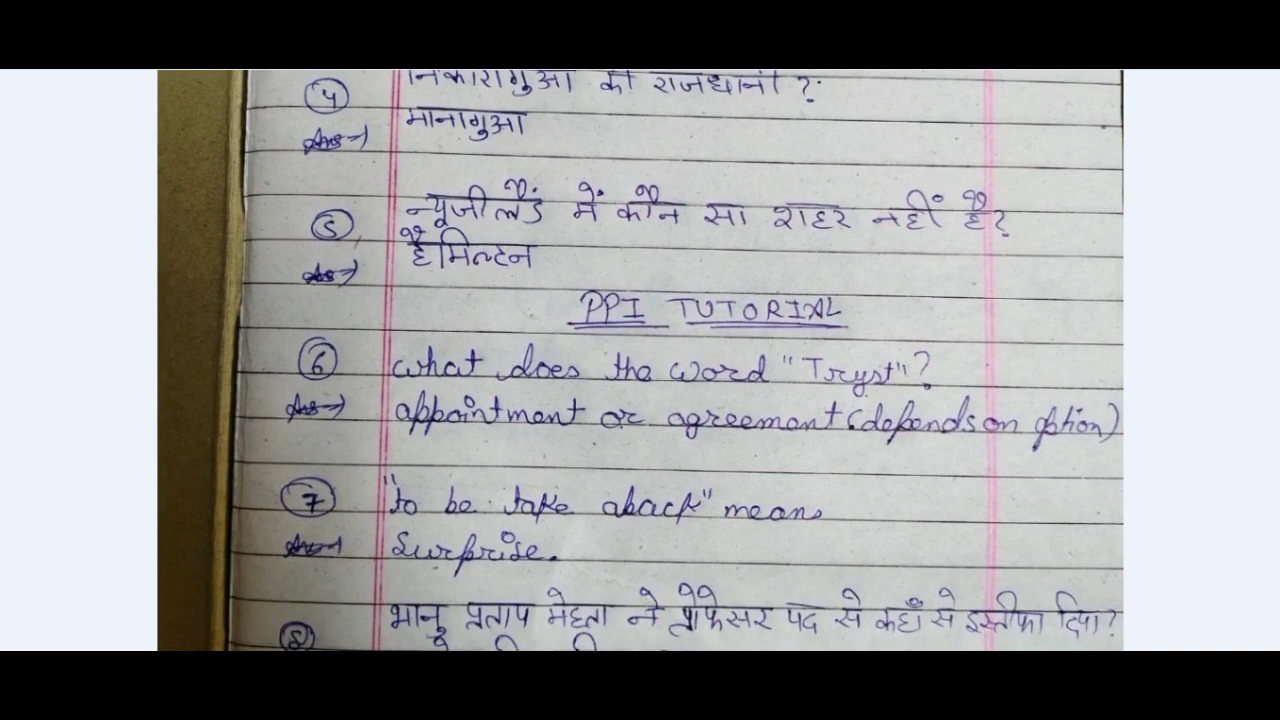 4 निकारागुआ की राजधानी ?
Ans→ मानागुआ
5 न्यूजीलैंड में कौन सा शहर नहीं है?
Ans→ हैमिल्टन
PPI TUTORIAL
6 what does the word "Tryst"?
Ans→ appointment or agreement (depends on option)
7 "to be take aback" means
Ans→ Surprise.
8 भानु प्रताप मेहता ने प्रोफेसर पद से कहाँ से इस्तीफा दिया?